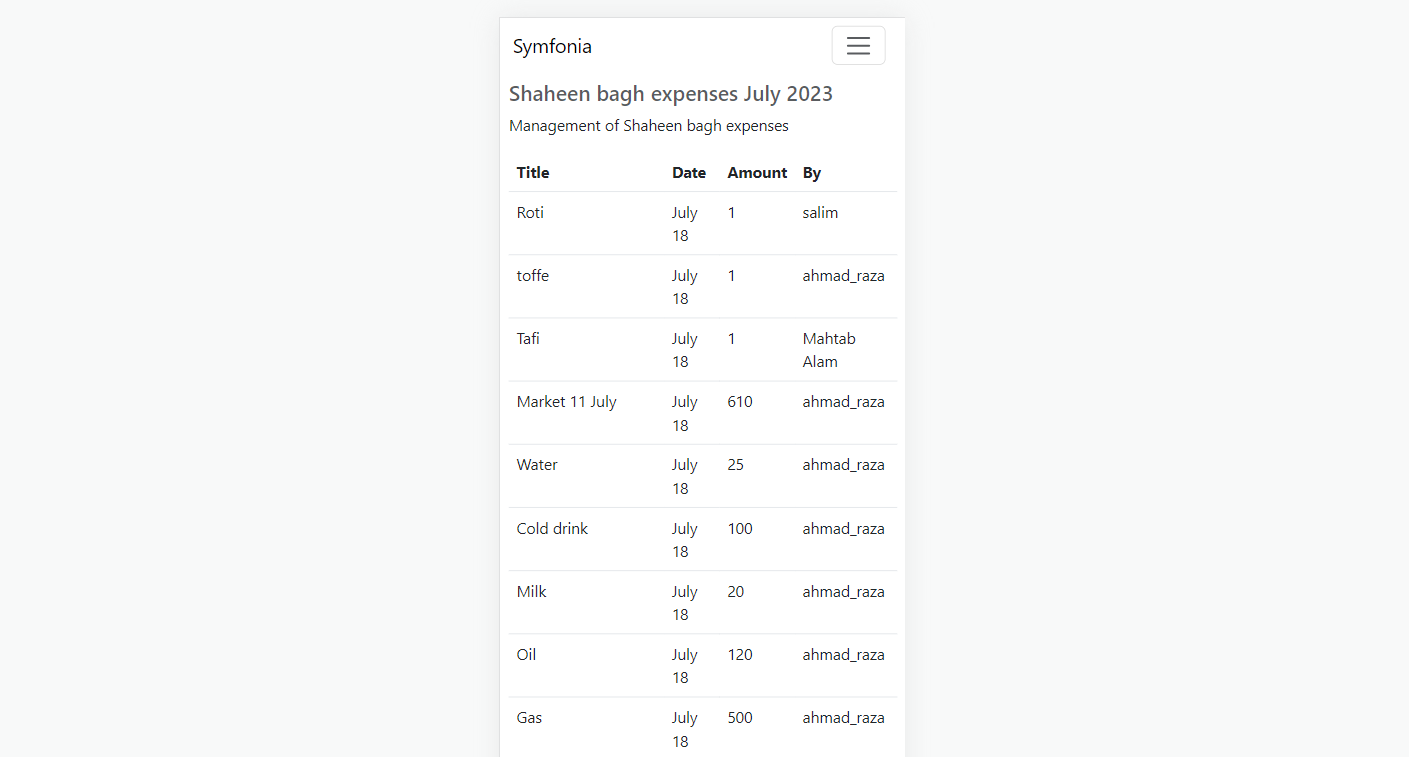 Symfonia
Shaheen bagh expenses July 2023
Management of Shaheen bagh expenses
Title Date Amount By
Roti July 18 1 salim
toffe July 18 1 ahmad_raza
Tafi July 18 1 Mahtab Alam
Market 11 July July 18 610 ahmad_raza
Water July 18 25 ahmad_raza
Cold drink July 18 100 ahmad_raza
Milk July 18 20 ahmad_raza
Oil July 18 120 ahmad_raza
Gas July 18 500 ahmad_raza